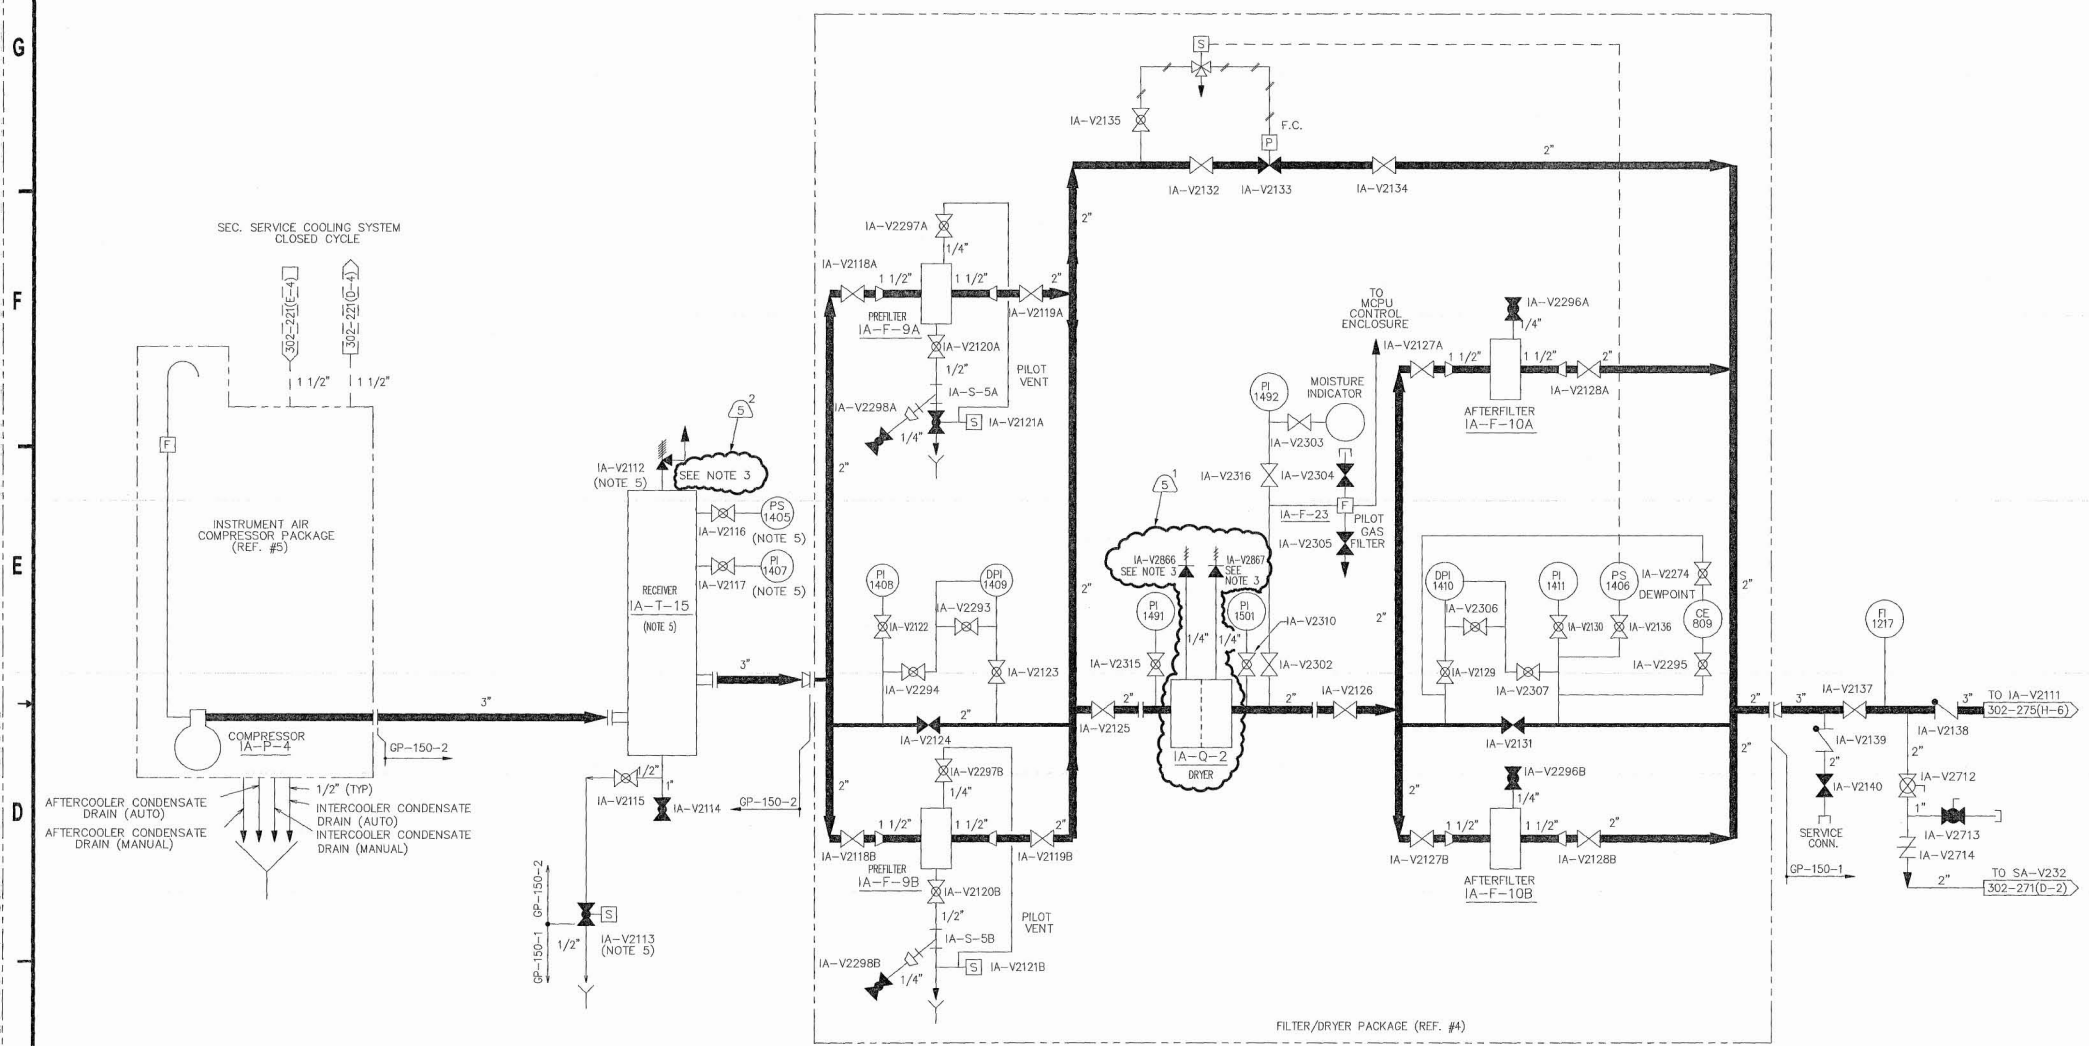 G
F
E
D
SEC. SERVICE COOLING SYSTEM
CLOSED CYCLE
302-221(E-4)
302-221(D-4)
1 1/2"
1 1/2"
F
INSTRUMENT AIR
COMPRESSOR PACKAGE
(REF. #5)
COMPRESSOR
IA-P-4
3"
GP-150-2
1/2" (TYP)
AFTERCOOLER CONDENSATE
DRAIN (AUTO)
AFTERCOOLER CONDENSATE
DRAIN (MANUAL)
INTERCOOLER CONDENSATE
DRAIN (AUTO)
INTERCOOLER CONDENSATE
DRAIN (MANUAL)
5
2
SEE NOTE 3
IA-V2112
(NOTE 5)
PS
1405
IA-V2116
(NOTE 5)
PI
1407
IA-V2117
(NOTE 5)
RECEIVER
IA-T-15
(NOTE 5)
3"
1/2"
1"
IA-V2115
IA-V2114
GP-150-2
GP-150-2
GP-150-1
S
1/2"
IA-V2113
(NOTE 5)
IA-V2297A
1/4"
IA-V2118A
1 1/2"
1 1/2"
2"
PREFILTER
IA-F-9A
IA-V2119A
IA-V2120A
1/2"
PILOT
VENT
IA-S-5A
IA-V2298A
1/4"
S
IA-V2121A
2"
PI
1408
DPI
1409
IA-V2293
IA-V2122
IA-V2294
IA-V2123
2"
IA-V2124
IA-V2297B
1/4"
2"
1 1/2"
1 1/2"
2"
IA-V2118B
IA-V2119B
PREFILTER
IA-F-9B
IA-V2120B
1/2"
PILOT
VENT
IA-S-5B
IA-V2298B
1/4"
S
IA-V2121B
S
IA-V2135
F.C.
P
2"
IA-V2132
IA-V2133
IA-V2134
2"
2"
TO
MCPU
CONTROL
ENCLOSURE
PI
1492
MOISTURE
INDICATOR
IA-V2303
IA-V2316
IA-V2304
IA-F-23
F
PILOT
GAS
FILTER
IA-V2305
5
1
IA-V2866
SEE NOTE 3
IA-V2867
SEE
NOTE 3
PI
1491
PI
1501
IA-V2310
1/4"
1/4"
IA-V2315
IA-V2302
2"
2"
IA-V2125
IA-V2126
IA-Q-2
DRYER
IA-V2296A
1/4"
IA-V2127A
1 1/2"
1 1/2"
2"
IA-V2128A
AFTERFILTER
IA-F-10A
DPI
1410
PI
1411
PS
1406
IA-V2274
DEWPOINT
CE
809
IA-V2306
IA-V2130
IA-V2136
IA-V2129
IA-V2307
IA-V2295
2"
2"
IA-V2131
IA-V2296B
1/4"
2"
1 1/2"
1 1/2"
2"
IA-V2127B
IA-V2128B
AFTERFILTER
IA-F-10B
2"
2"
FI
1217
2"
3"
IA-V2137
3"
TO IA-V2111
302-275(H-6)
IA-V2138
IA-V2139
2"
IA-V2140
2"
IA-V2712
1"
IA-V2713
SERVICE
CONN.
IA-V2714
GP-150-1
2"
TO SA-V232
302-271(D-2)
FILTER/DRYER PACKAGE (REF. #4)